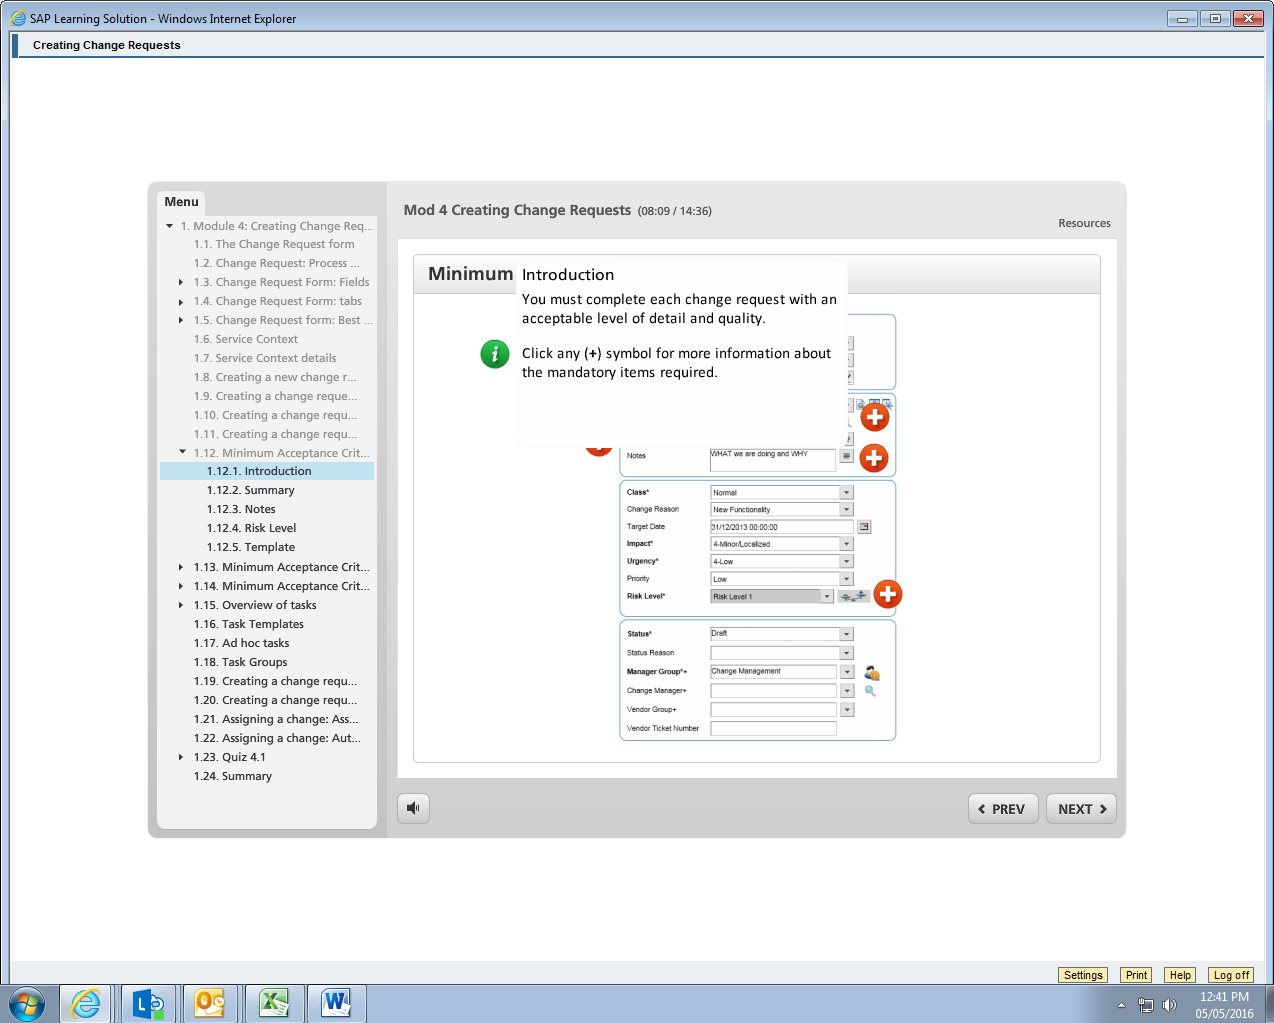 SAP Learning Solution - Windows Internet Explorer
Creating Change Requests
Menu
1. Module 4: Creating Change Req...
1.1. The Change Request form
1.2. Change Request: Process ...
1.3. Change Request Form: Fields
1.4. Change Request Form: tabs
1.5. Change Request form: Best ...
1.6. Service Context
1.7. Service Context details
1.8. Creating a new change r...
1.9. Creating a change reque...
1.10. Creating a change requ...
1.11. Creating a change requ...
1.12. Minimum Acceptance Crit...
1.12.1. Introduction
1.12.2. Summary
1.12.3. Notes
1.12.4. Risk Level
1.12.5. Template
1.13. Minimum Acceptance Crit...
1.14. Minimum Acceptance Crit...
1.15. Overview of tasks
1.16. Task Templates
1.17. Ad hoc tasks
1.18. Task Groups
1.19. Creating a change requ...
1.20. Creating a change requ...
1.21. Assigning a change: Ass...
1.22. Assigning a change: Aut...
1.23. Quiz 4.1
1.24. Summary
Mod 4 Creating Change Requests (08:09 / 14:36)
Resources
Minimum
Introduction
You must complete each change request with an
acceptable level of detail and quality.
Click any (+) symbol for more information about
the mandatory items required.
Notes WHAT we are doing and WHY
Class* Normal
Change Reason New Functionality
Target Date 31/12/2013 00:00:00
Impact* 4-Minor/Localized
Urgency* 4-Low
Priority Low
Risk Level* Risk Level 1
Status* Draft
Status Reason
Manager Group*+ Change Management
Change Manager+
Vendor Group+
Vendor Ticket Number
PREV NEXT
Settings Print Help Log off
12:41 PM
05/05/2016